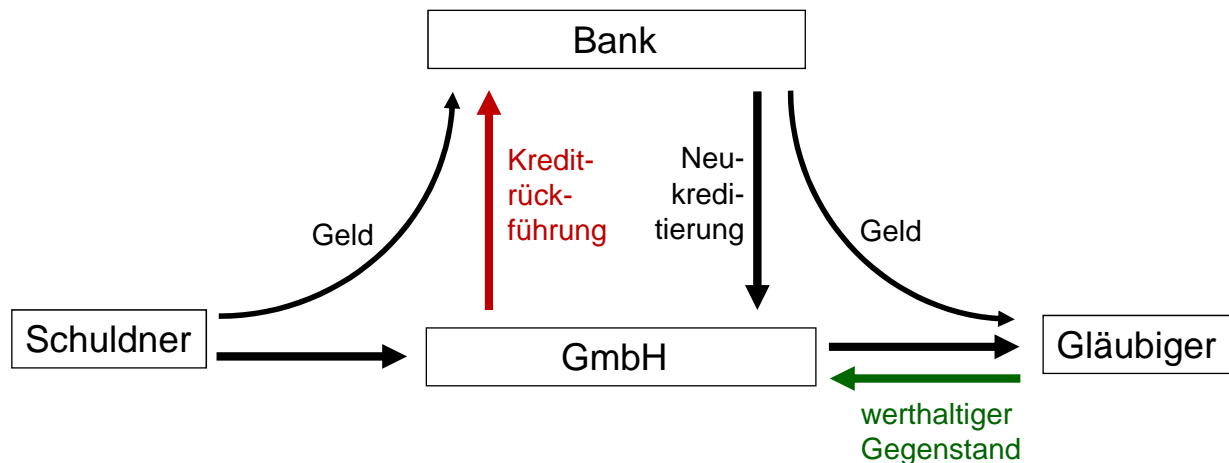 Bank
Kredit-
rück-
führung
Neu-
kredi-
tierung
Geld
Geld
Schuldner
GmbH
Gläubiger
werthaltiger
Gegenstand